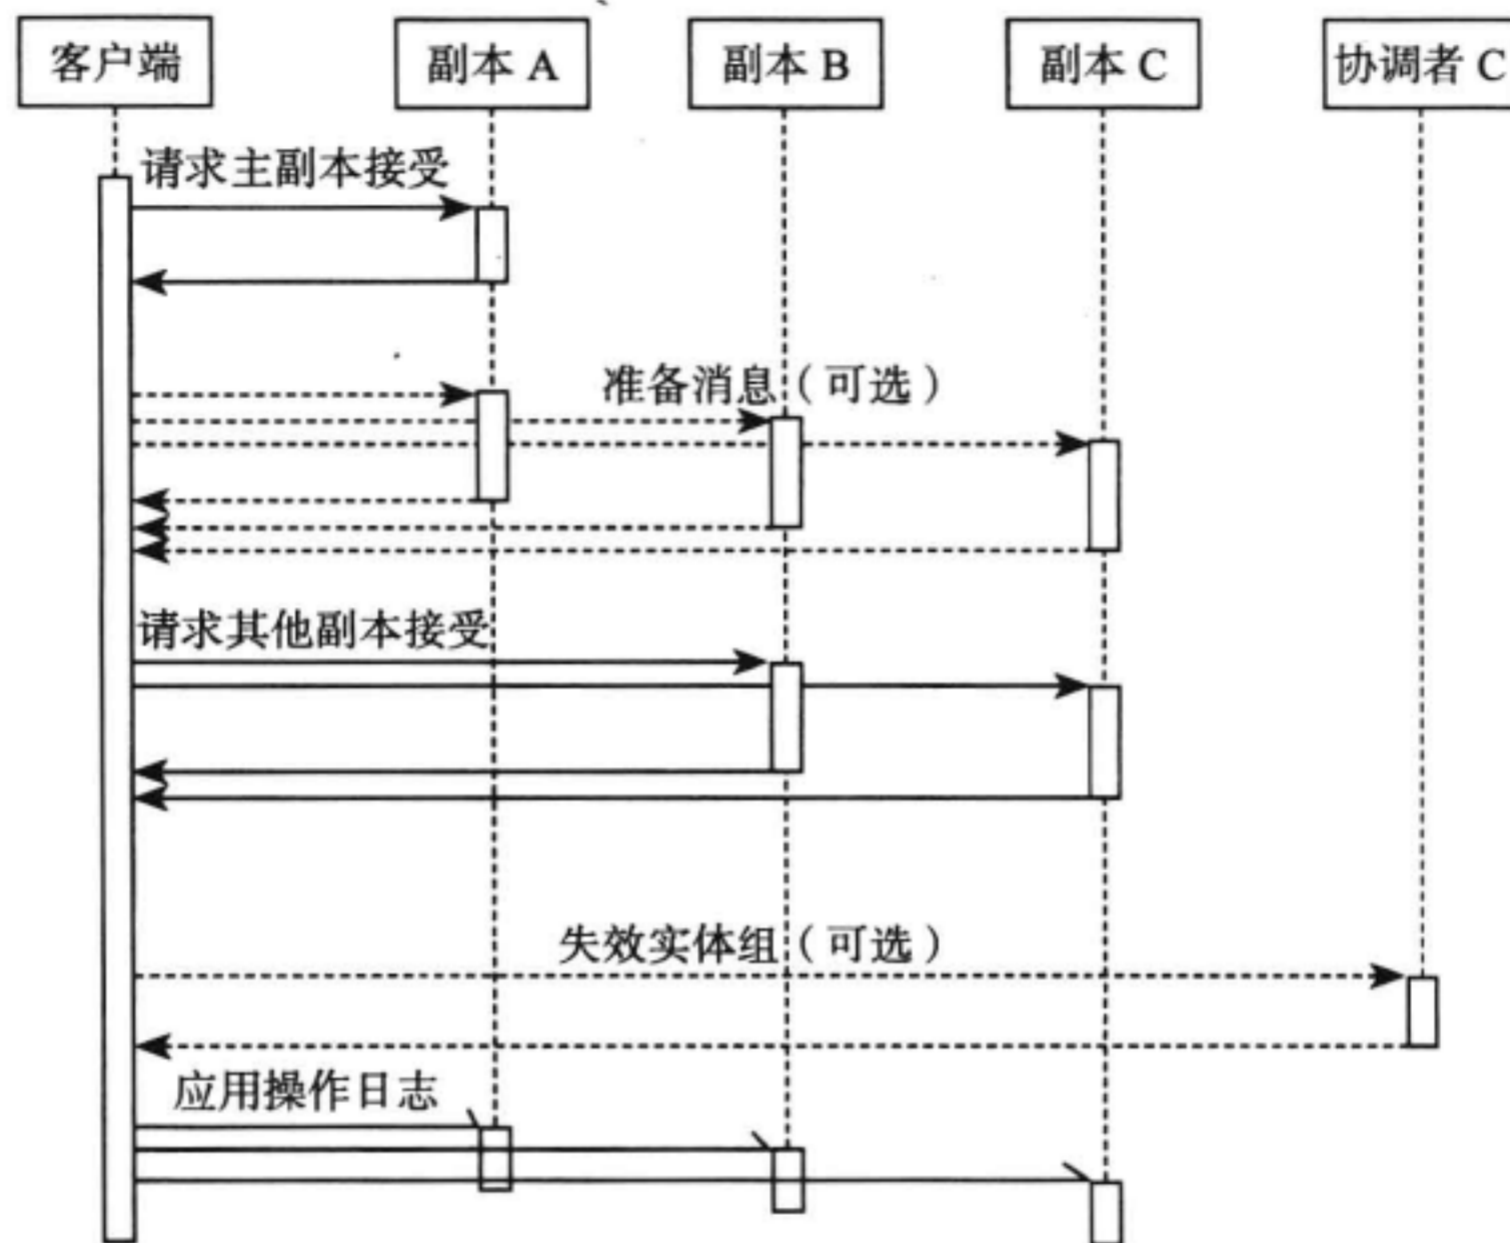 客户端
副本 A
副本 B
副本 C
协调者 C
请求主副本接受
准备消息（可选）
请求其他副本接受
失效实体组（可选）
应用操作日志